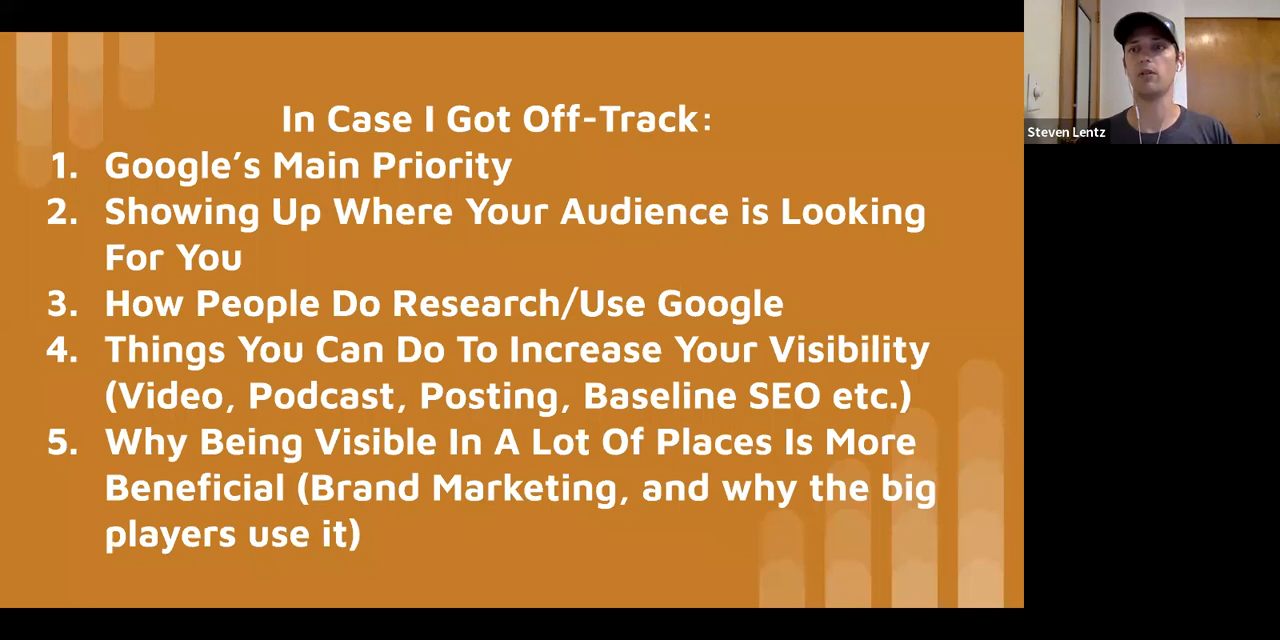 In Case I Got Off-Track:
1. Google’s Main Priority
2. Showing Up Where Your Audience is Looking
For You
3. How People Do Research/Use Google
4. Things You Can Do To Increase Your Visibility
(Video, Podcast, Posting, Baseline SEO etc.)
5. Why Being Visible In A Lot Of Places Is More
Beneficial (Brand Marketing, and why the big
players use it)
Steven Lentz